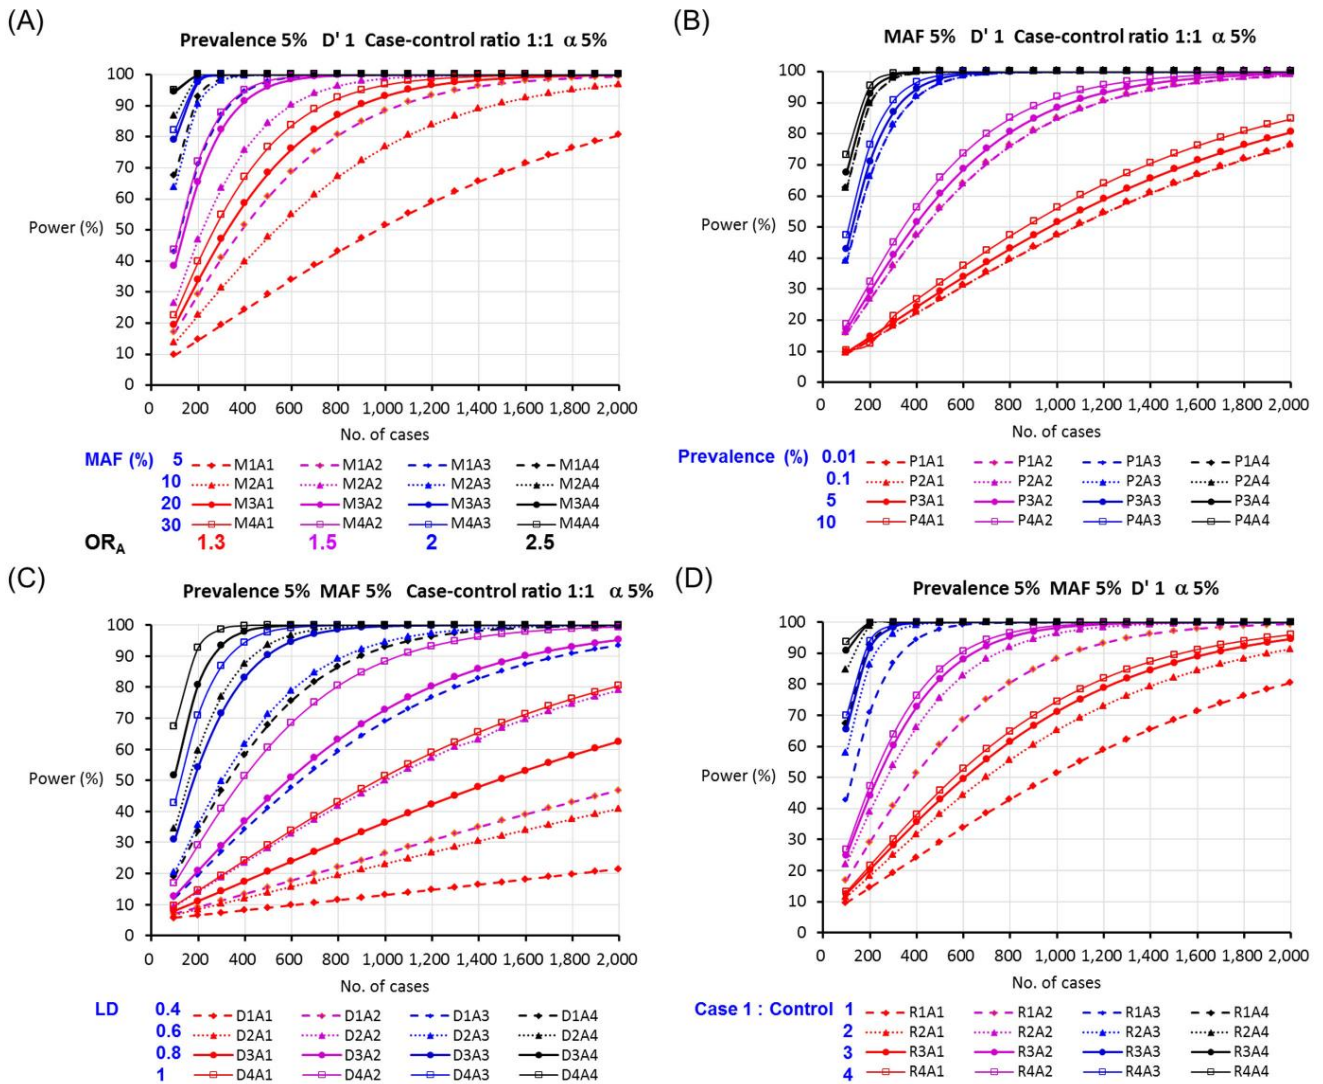 (A)
Prevalence 5% D' 1 Case-control ratio 1:1 α 5%
100
90
80
70
60
50
40
30
20
10
0
Power (%)
0 200 400 600 800 1,000 1,200 1,400 1,600 1,800 2,000
No. of cases
MAF (%) 5 M1A1 M1A2 M1A3 M1A4
10 M2A1 M2A2 M2A3 M2A4
20 M3A1 M3A2 M3A3 M3A4
30 M4A1 M4A2 M4A3 M4A4
ORA 1.3 1.5 2 2.5
(B)
MAF 5% D' 1 Case-control ratio 1:1 α 5%
100
90
80
70
60
50
40
30
20
10
0
Power (%)
0 200 400 600 800 1,000 1,200 1,400 1,600 1,800 2,000
No. of cases
Prevalence (%) 0.01 P1A1 P1A2 P1A3 P1A4
0.1 P2A1 P2A2 P2A3 P2A4
5 P3A1 P3A2 P3A3 P3A4
10 P4A1 P4A2 P4A3 P4A4
(C)
Prevalence 5% MAF 5% Case-control ratio 1:1 α 5%
100
90
80
70
60
50
40
30
20
10
0
Power (%)
0 200 400 600 800 1,000 1,200 1,400 1,600 1,800 2,000
No. of cases
LD 0.4 D1A1 D1A2 D1A3 D1A4
0.6 D2A1 D2A2 D2A3 D2A4
0.8 D3A1 D3A2 D3A3 D3A4
1 D4A1 D4A2 D4A3 D4A4
(D)
Prevalence 5% MAF 5% D' 1 α 5%
100
90
80
70
60
50
40
30
20
10
0
Power (%)
0 200 400 600 800 1,000 1,200 1,400 1,600 1,800 2,000
No. of cases
Case 1 : Control 1 R1A1 R1A2 R1A3 R1A4
2 R2A1 R2A2 R2A3 R2A4
3 R3A1 R3A2 R3A3 R3A4
4 R4A1 R4A2 R4A3 R4A4